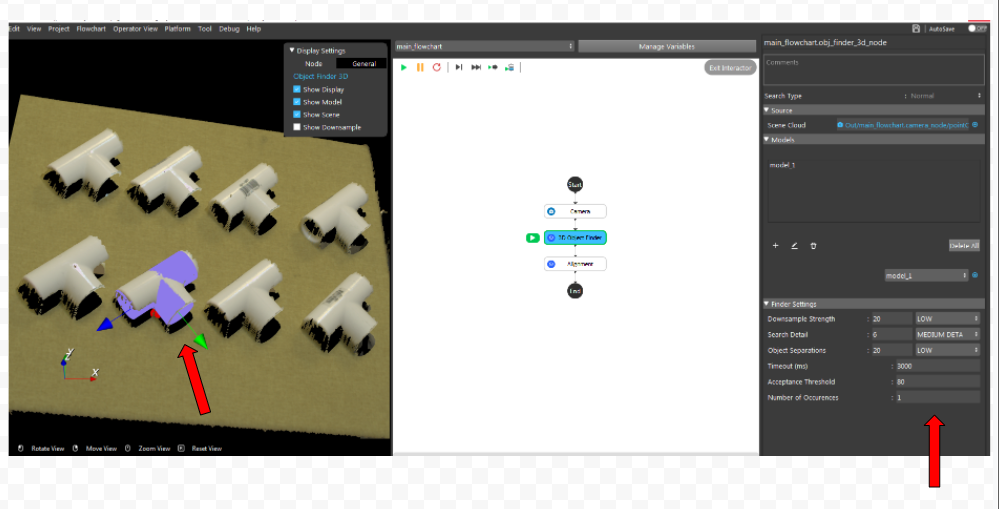 Edit View Project Flowchart Operator View Platform Tool Debug Help
AutoSave OFF
▼ Display Settings
Node General
Object Finder 3D
Show Display
Show Model
Show Scene
Show Downsample
y
x
Rotate View Move View Zoom View Reset View
main_flowchart
Manage Variables
Exit Interactor
Start
Camera
3D Object Finder
Alignment
End
main_flowchart.obj_finder_3d_node
Comments
Search Type : Normal
▼ Source
Scene Cloud Out/main_flowchart.camera_node/pointC
▼ Models
model_1
Delete All
model_1
▼ Finder Settings
Downsample Strength : 20 LOW
Search Detail : 6 MEDIUM DETA
Object Separations : 20 LOW
Timeout (ms) : 3000
Acceptance Threshold : 80
Number of Occurences : 1